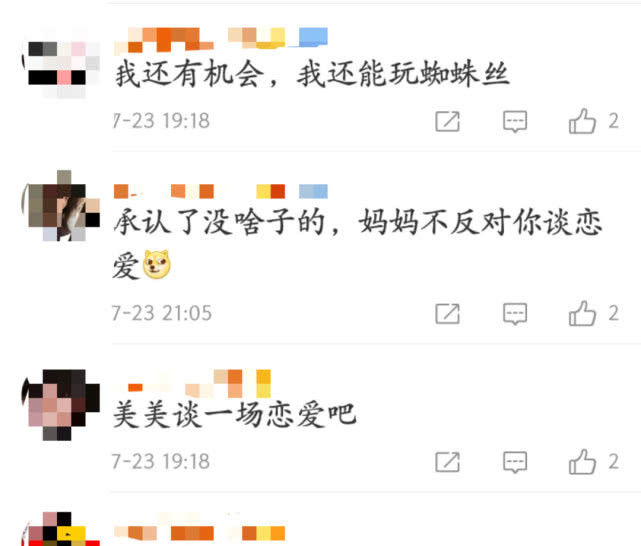 我还有机会，我还能玩蜘蛛丝
7-23 19:18
2
承认了没啥子的，妈妈不反对你谈恋
爱
7-23 21:05
2
美美谈一场恋爱吧
7-23 19:18
2